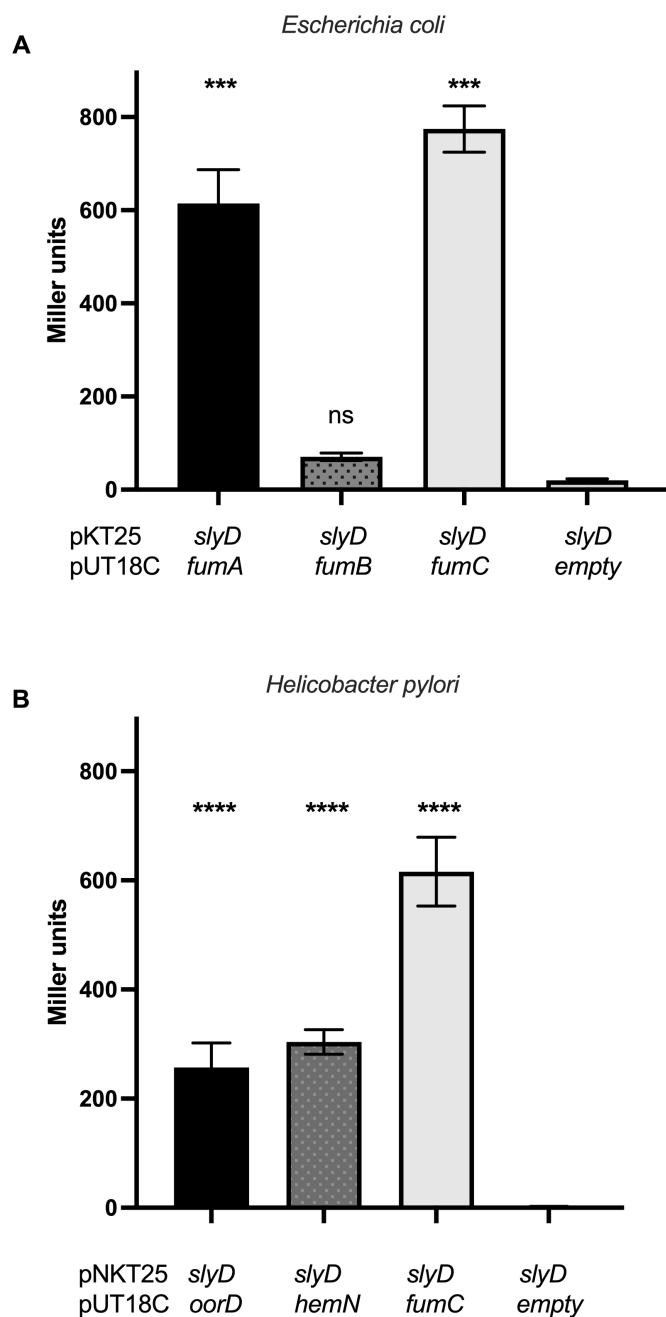 Escherichia coli
A
*** ***
800
600
400
200
0
Miller units
ns
pKT25 slyD slyD slyD slyD
pUT18C fumA fumB fumC empty
Helicobacter pylori
B
800
600
400
200
0
Miller units
**** **** ****
pNKT25 slyD slyD slyD slyD
pUT18C oorD hemN fumC empty